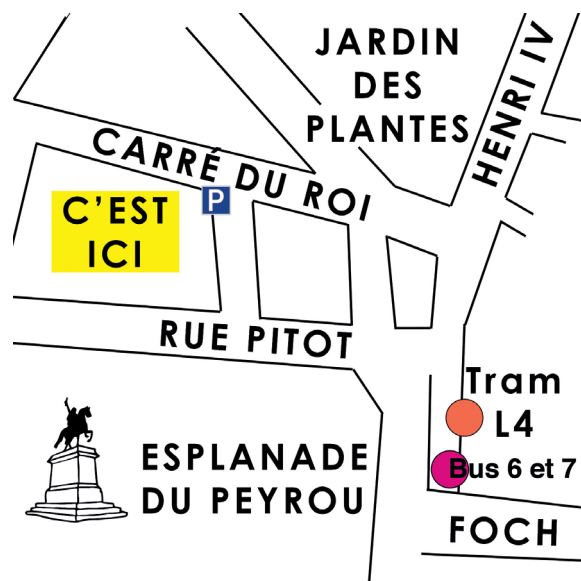 JARDIN
DES
PLANTES
HENRI IV
CARRÉ DU ROI
P
C'EST
ICI
RUE PITOT
Tram
L4
Bus 6 et 7
ESPLANADE
DU PEYROU
FOCH